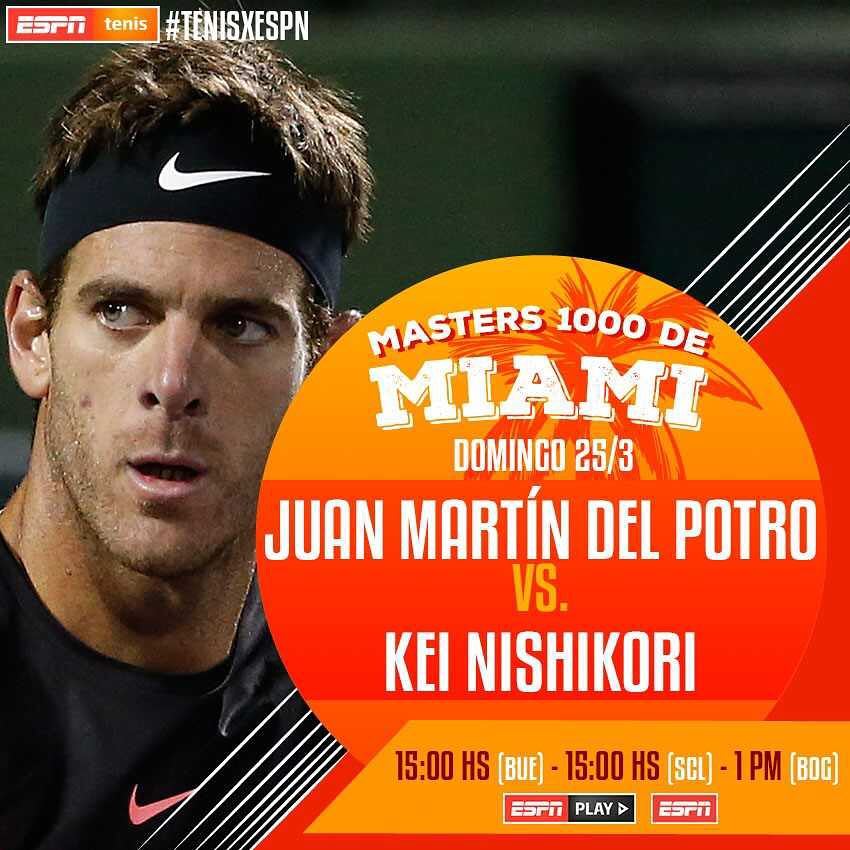 ESPN tenis #TENISXESPN
MASTERS 1000 DE
MIAMI
DOMINGO 25/3
JUAN MARTÍN DEL POTRO
VS.
KEI NISHIKORI
15:00 HS (BUE) - 15:00 HS (SCL) - 1 PM (BOG)
ESPN PLAY ESPN